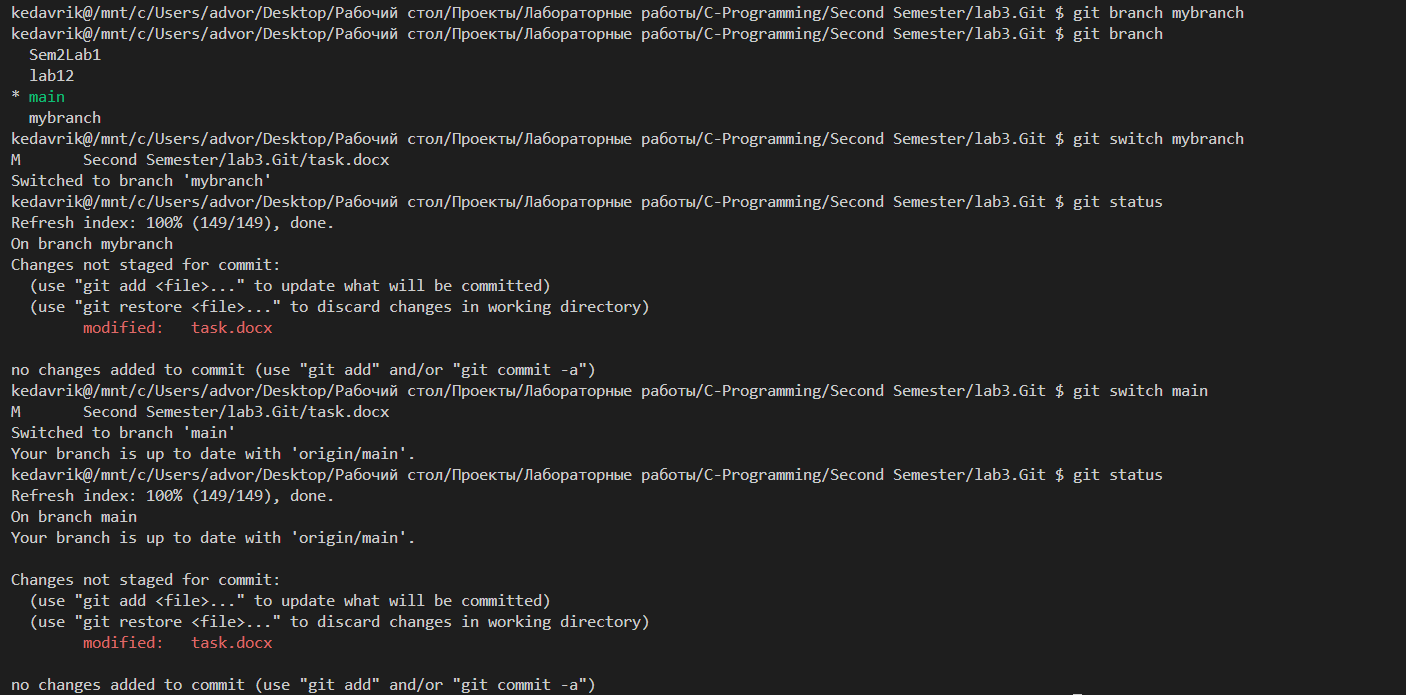 kedavrik@/mnt/c/Users/advor/Desktop/Рабочий стол/Проекты/Лабораторные работы/C-Programming/Second Semester/lab3.Git $ git branch mybranch
kedavrik@/mnt/c/Users/advor/Desktop/Рабочий стол/Проекты/Лабораторные работы/C-Programming/Second Semester/lab3.Git $ git branch
  Sem2Lab1
  lab12
* main
  mybranch
kedavrik@/mnt/c/Users/advor/Desktop/Рабочий стол/Проекты/Лабораторные работы/C-Programming/Second Semester/lab3.Git $ git switch mybranch
M       Second Semester/lab3.Git/task.docx
Switched to branch 'mybranch'
kedavrik@/mnt/c/Users/advor/Desktop/Рабочий стол/Проекты/Лабораторные работы/C-Programming/Second Semester/lab3.Git $ git status
Refresh index: 100% (149/149), done.
On branch mybranch
Changes not staged for commit:
  (use "git add <file>..." to update what will be committed)
  (use "git restore <file>..." to discard changes in working directory)
        modified:   task.docx

no changes added to commit (use "git add" and/or "git commit -a")
kedavrik@/mnt/c/Users/advor/Desktop/Рабочий стол/Проекты/Лабораторные работы/C-Programming/Second Semester/lab3.Git $ git switch main
M       Second Semester/lab3.Git/task.docx
Switched to branch 'main'
Your branch is up to date with 'origin/main'.
kedavrik@/mnt/c/Users/advor/Desktop/Рабочий стол/Проекты/Лабораторные работы/C-Programming/Second Semester/lab3.Git $ git status
Refresh index: 100% (149/149), done.
On branch main
Your branch is up to date with 'origin/main'.

Changes not staged for commit:
  (use "git add <file>..." to update what will be committed)
  (use "git restore <file>..." to discard changes in working directory)
        modified:   task.docx

no changes added to commit (use "git add" and/or "git commit -a")